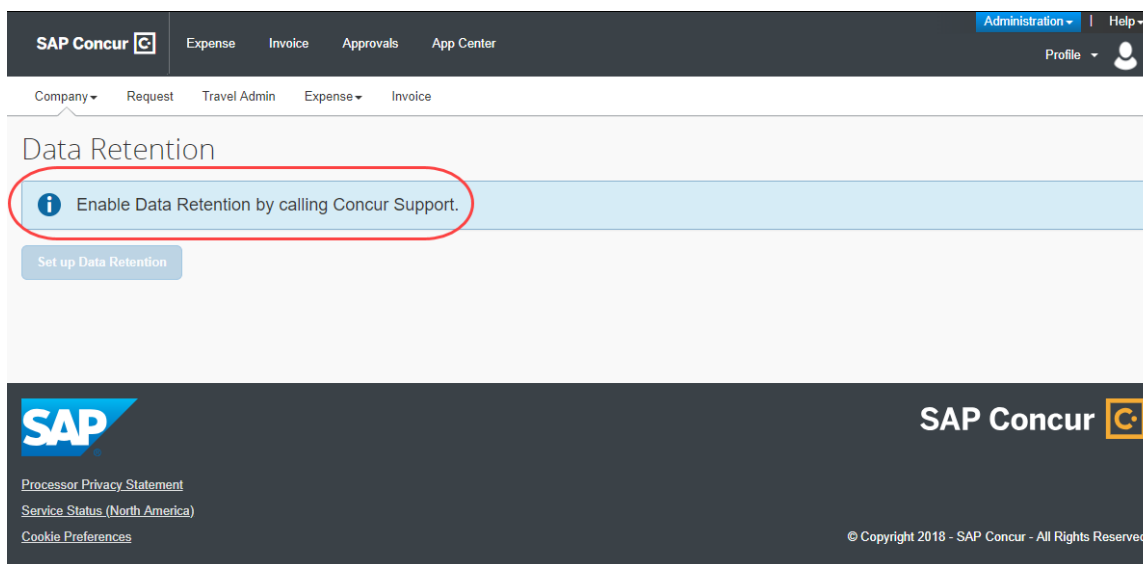 Administration | Help
SAP Concur C. Expense Invoice Approvals App Center
Profile
Company Request Travel Admin Expense Invoice
Data Retention
Enable Data Retention by calling Concur Support.
Set up Data Retention
SAP
SAP Concur C.
Processor Privacy Statement
Service Status (North America)
Cookie Preferences
© Copyright 2018 - SAP Concur - All Rights Reserved